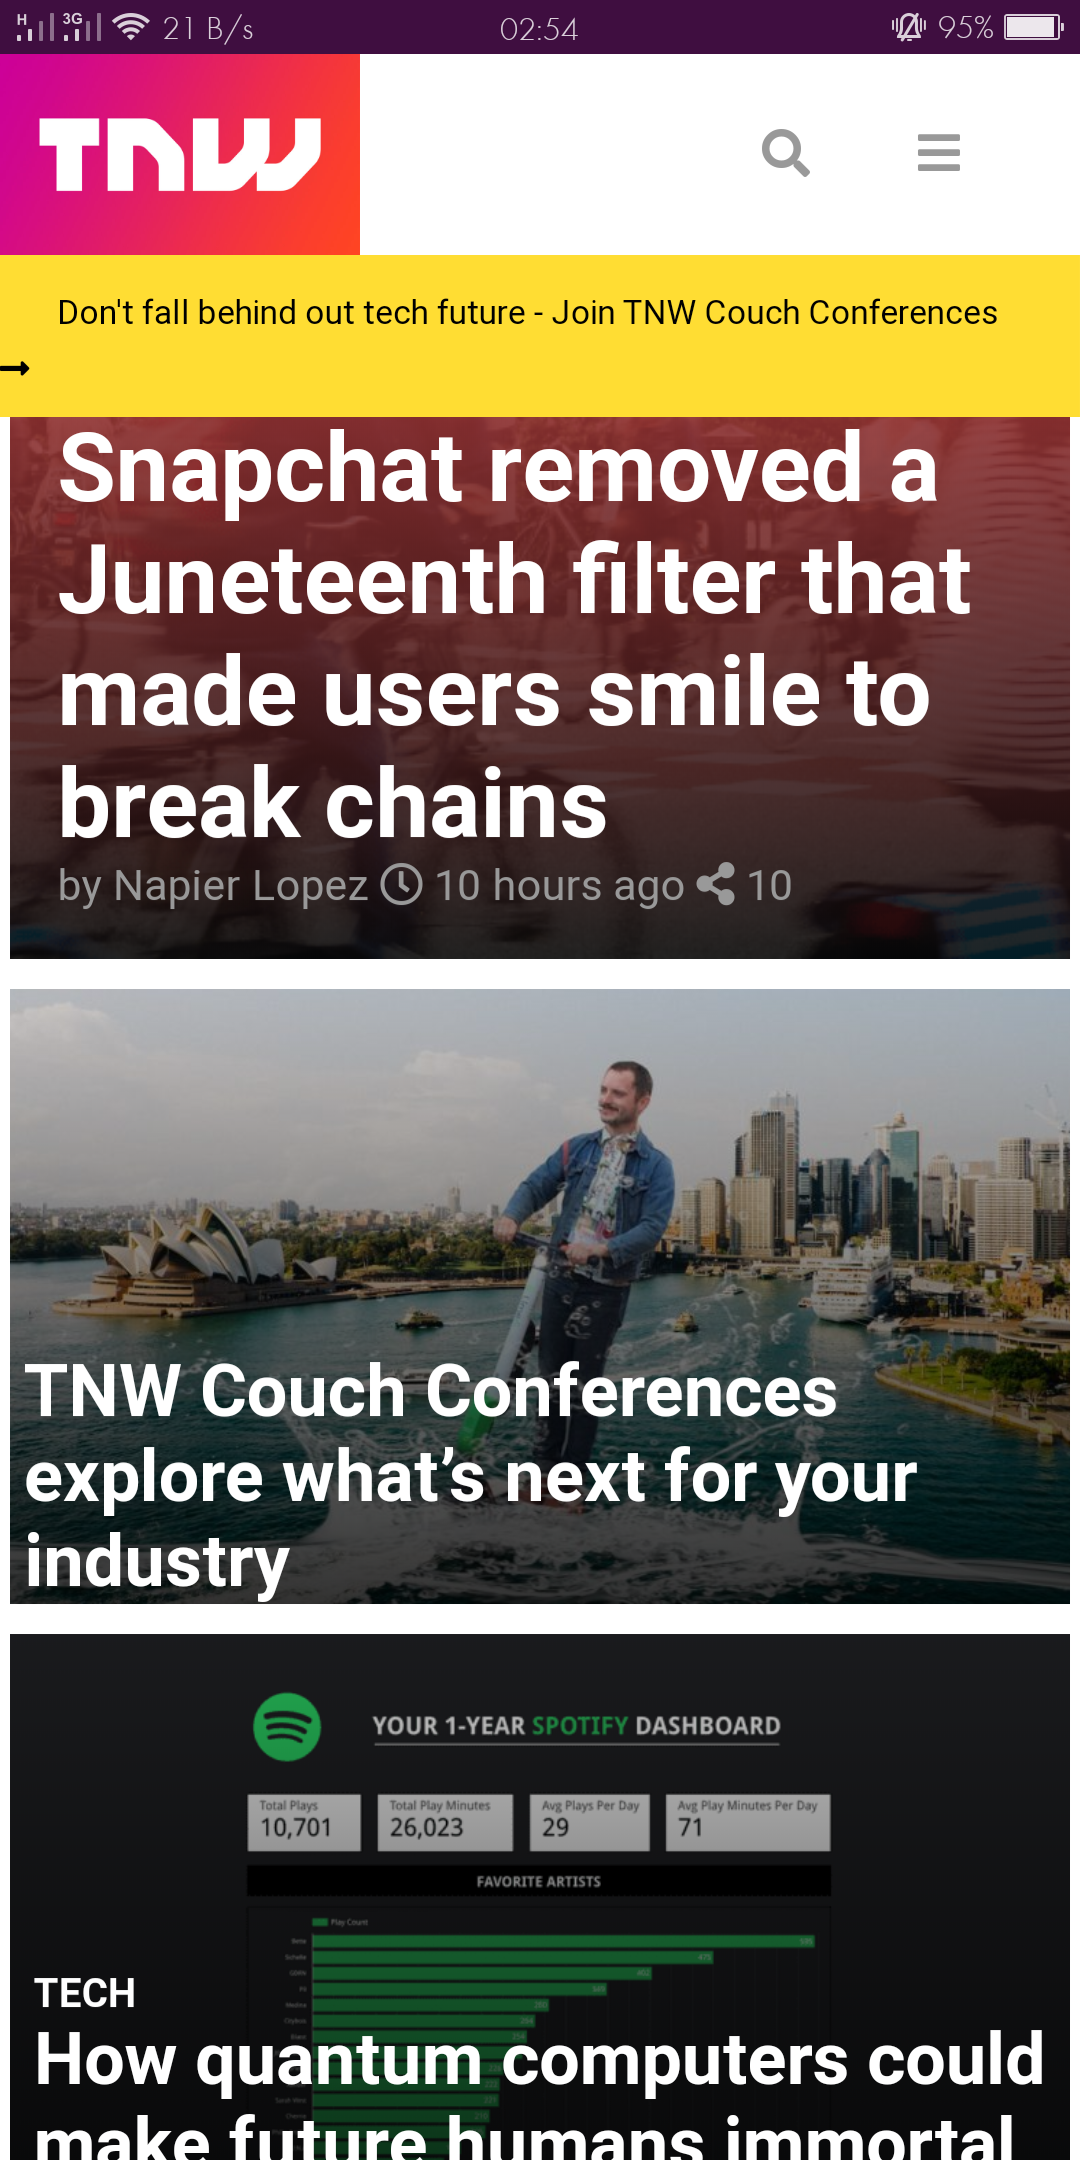 H 3G 21 B/s 02:54 95%
TNW
Don't fall behind out tech future - Join TNW Couch Conferences
Snapchat removed a
Juneteenth filter that
made users smile to
break chains
by Napier Lopez 10 hours ago 10
TNW Couch Conferences
explore what’s next for your
industry
YOUR 1-YEAR SPOTIFY DASHBOARD
Total Plays Total Play Minutes Avg Plays Per Day Avg Play Minutes Per Day
10,701 26,023 29 71
FAVORITE ARTISTS
Play Count
TECH
How quantum computers could
make future humans immortal